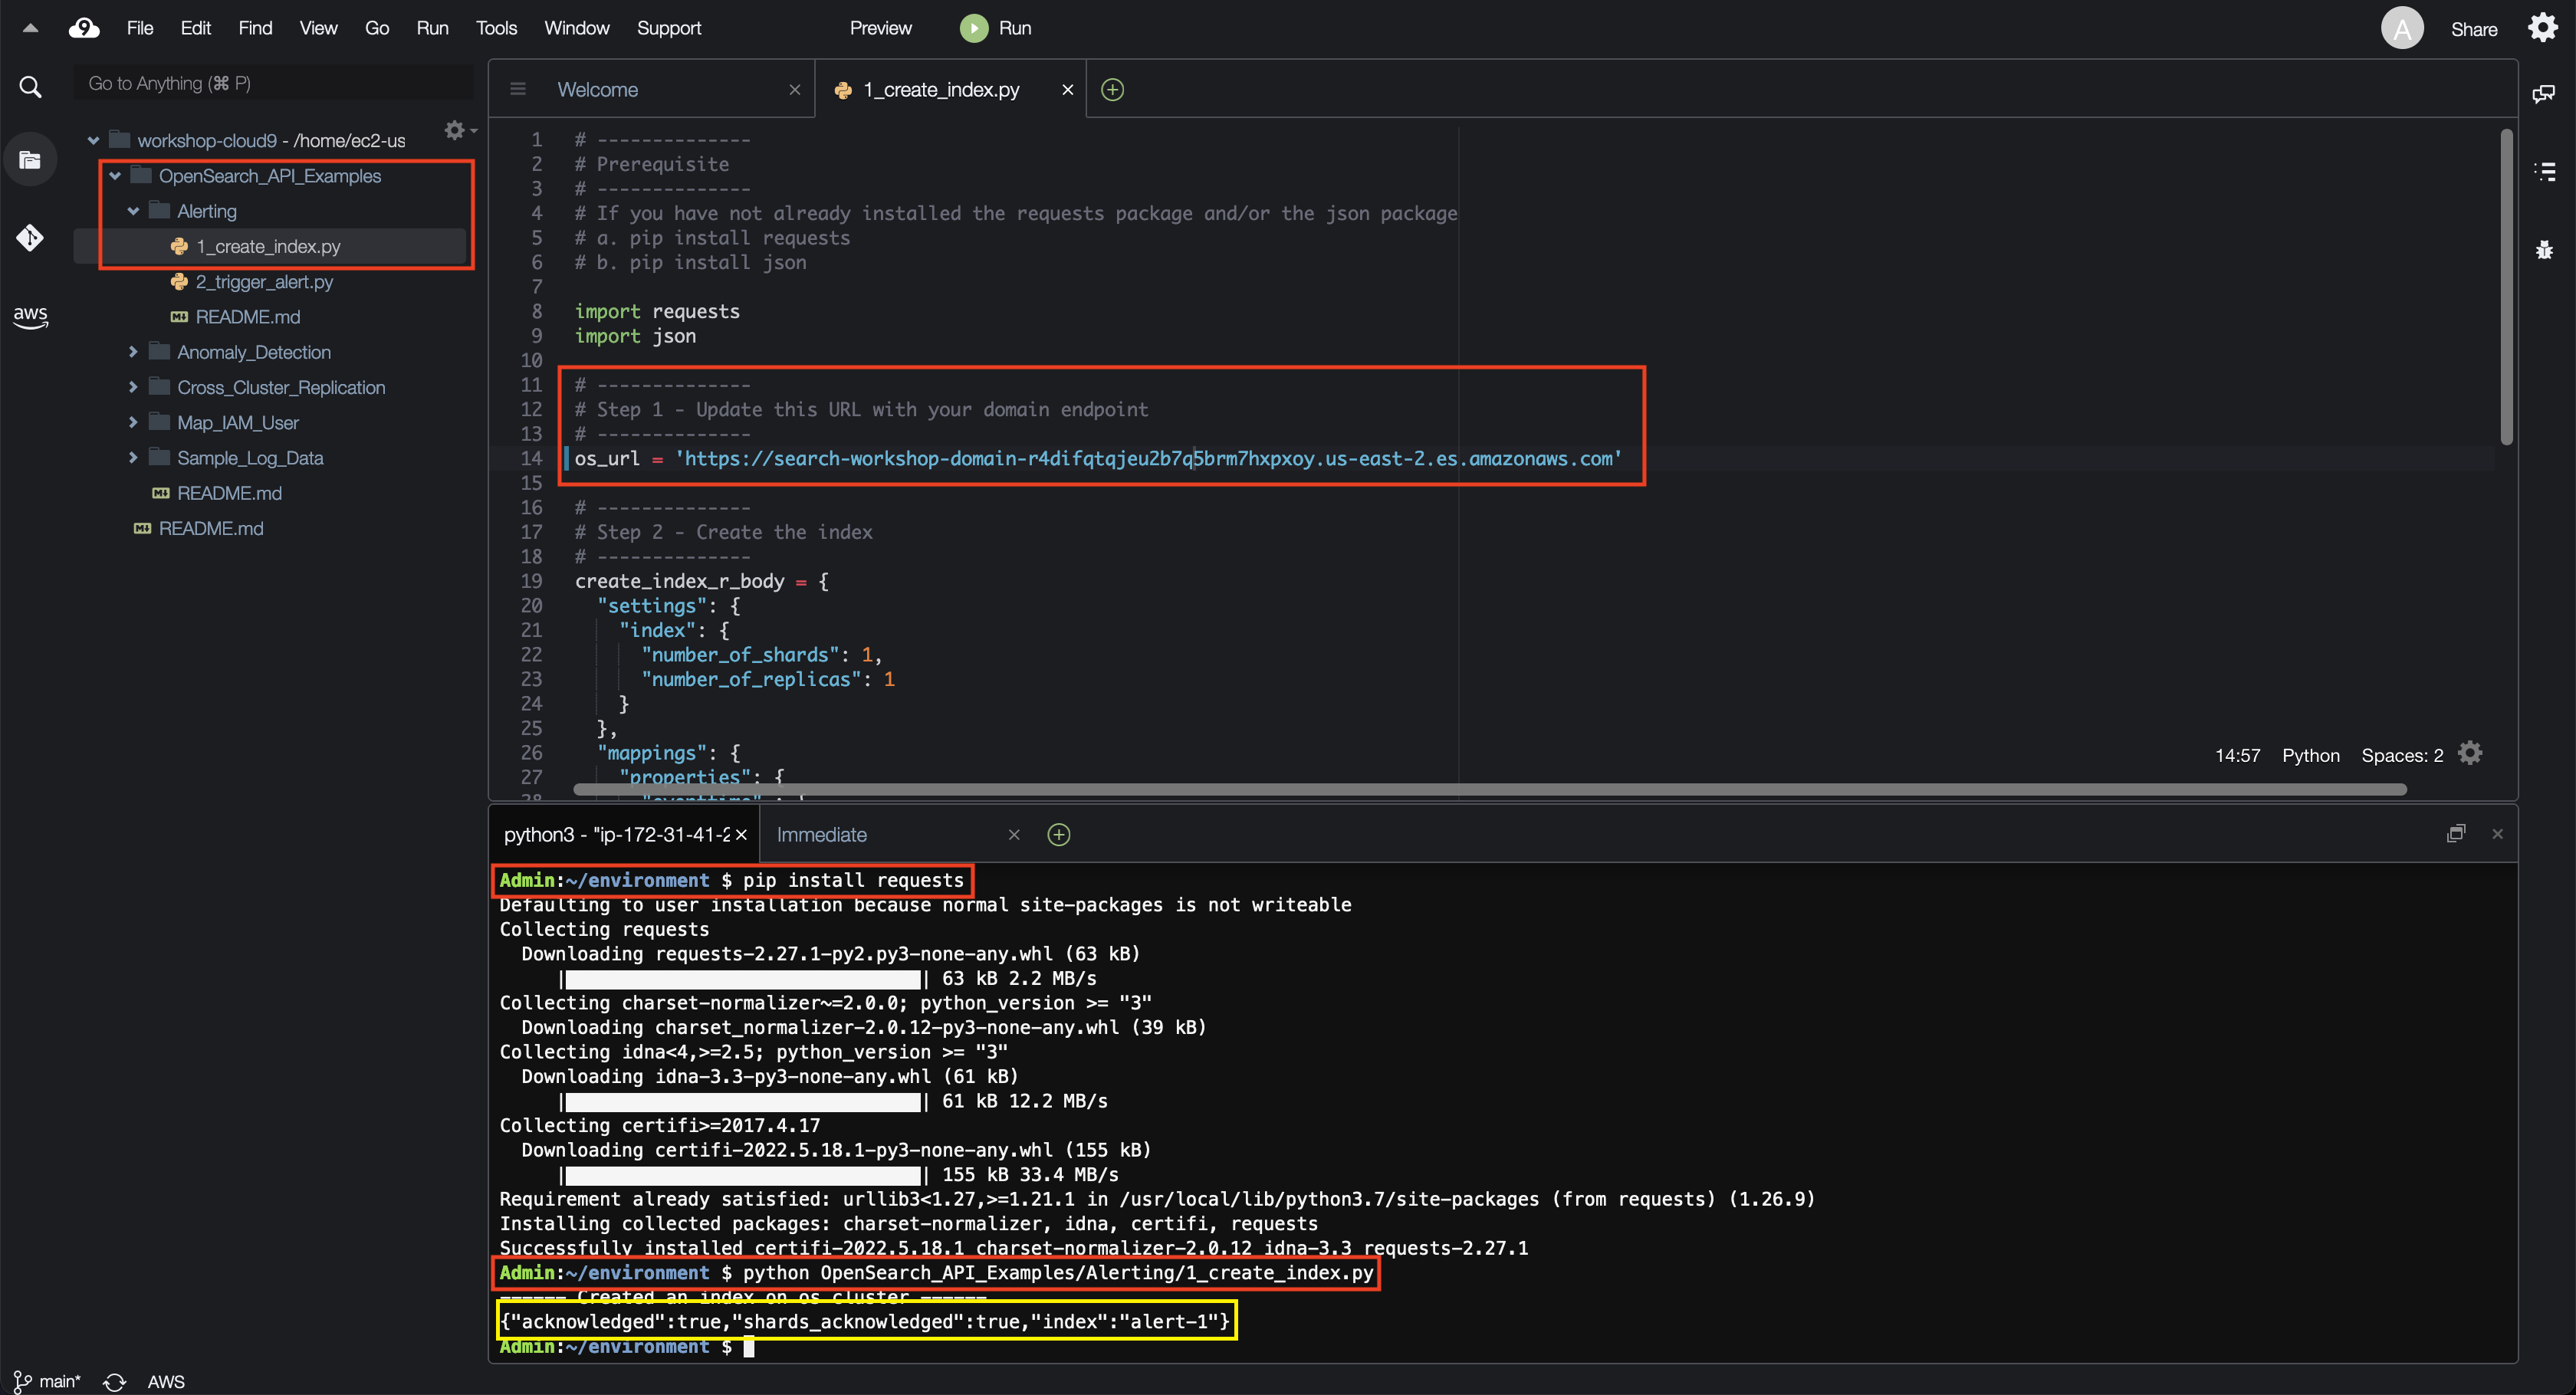 File Edit Find View Go Run Tools Window Support Preview Run A Share
Go to Anything (⌘ P)
workshop-cloud9 - /home/ec2-us
OpenSearch_API_Examples
Alerting
1_create_index.py
2_trigger_alert.py
README.md
Anomaly_Detection
Cross_Cluster_Replication
Map_IAM_User
Sample_Log_Data
README.md
README.md
aws
Welcome
1_create_index.py
1 # --------------
2 # Prerequisite
3 # --------------
4 # If you have not already installed the requests package and/or the json package
5 # a. pip install requests
6 # b. pip install json
7
8 import requests
9 import json
10
11 # --------------
12 # Step 1 - Update this URL with your domain endpoint
13 # --------------
14 os_url = 'https://search-workshop-domain-r4difqtqjeu2b7q5brm7hxpxoy.us-east-2.es.amazonaws.com'
15
16 # --------------
17 # Step 2 - Create the index
18 # --------------
19 create_index_r_body = {
20 "settings": {
21 "index": {
22 "number_of_shards": 1,
23 "number_of_replicas": 1
24 }
25 },
26 "mappings": {
27 "properties": {
28 "eventtime": {
14:57 Python Spaces: 2
python3 - "ip-172-31-41-2
Immediate
Admin:~/environment $ pip install requests
Defaulting to user installation because normal site-packages is not writeable
Collecting requests
Downloading requests-2.27.1-py2.py3-none-any.whl (63 kB)
| | 63 kB 2.2 MB/s
Collecting charset-normalizer~=2.0.0; python_version >= "3"
Downloading charset_normalizer-2.0.12-py3-none-any.whl (39 kB)
Collecting idna<4,>=2.5; python_version >= "3"
Downloading idna-3.3-py3-none-any.whl (61 kB)
| | 61 kB 12.2 MB/s
Collecting certifi>=2017.4.17
Downloading certifi-2022.5.18.1-py3-none-any.whl (155 kB)
| | 155 kB 33.4 MB/s
Requirement already satisfied: urllib3<1.27,>=1.21.1 in /usr/local/lib/python3.7/site-packages (from requests) (1.26.9)
Installing collected packages: charset-normalizer, idna, certifi, requests
Successfully installed certifi-2022.5.18.1 charset-normalizer-2.0.12 idna-3.3 requests-2.27.1
Admin:~/environment $ python OpenSearch_API_Examples/Alerting/1_create_index.py
------ Created an index on os cluster ------
{"acknowledged":true,"shards_acknowledged":true,"index":"alert-1"}
Admin:~/environment $
main* AWS